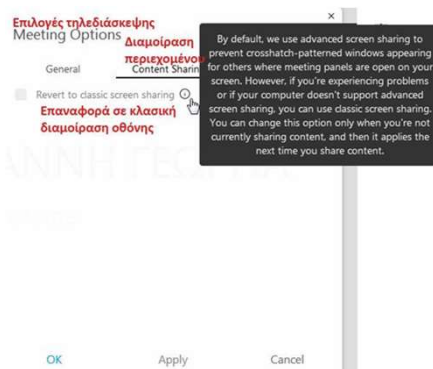 Επιλογές τηλεδιάσκεψης
Meeting Options
Διαμοίραση
περιεχομένου
General
Content Sharin
Revert to classic screen sharing
Επαναφορά σε κλασική
διαμοίραση οθόνης
By default, we use advanced screen sharing to
prevent crosshatch-patterned windows appearing
for others where meeting panels are open on your
screen. However, if you're experiencing problems
or if your computer doesn't support advanced
screen sharing, you can use classic screen sharing.
You can change this option only when you're not
currently sharing content, and then it applies the
next time you share content.
OK
Apply
Cancel